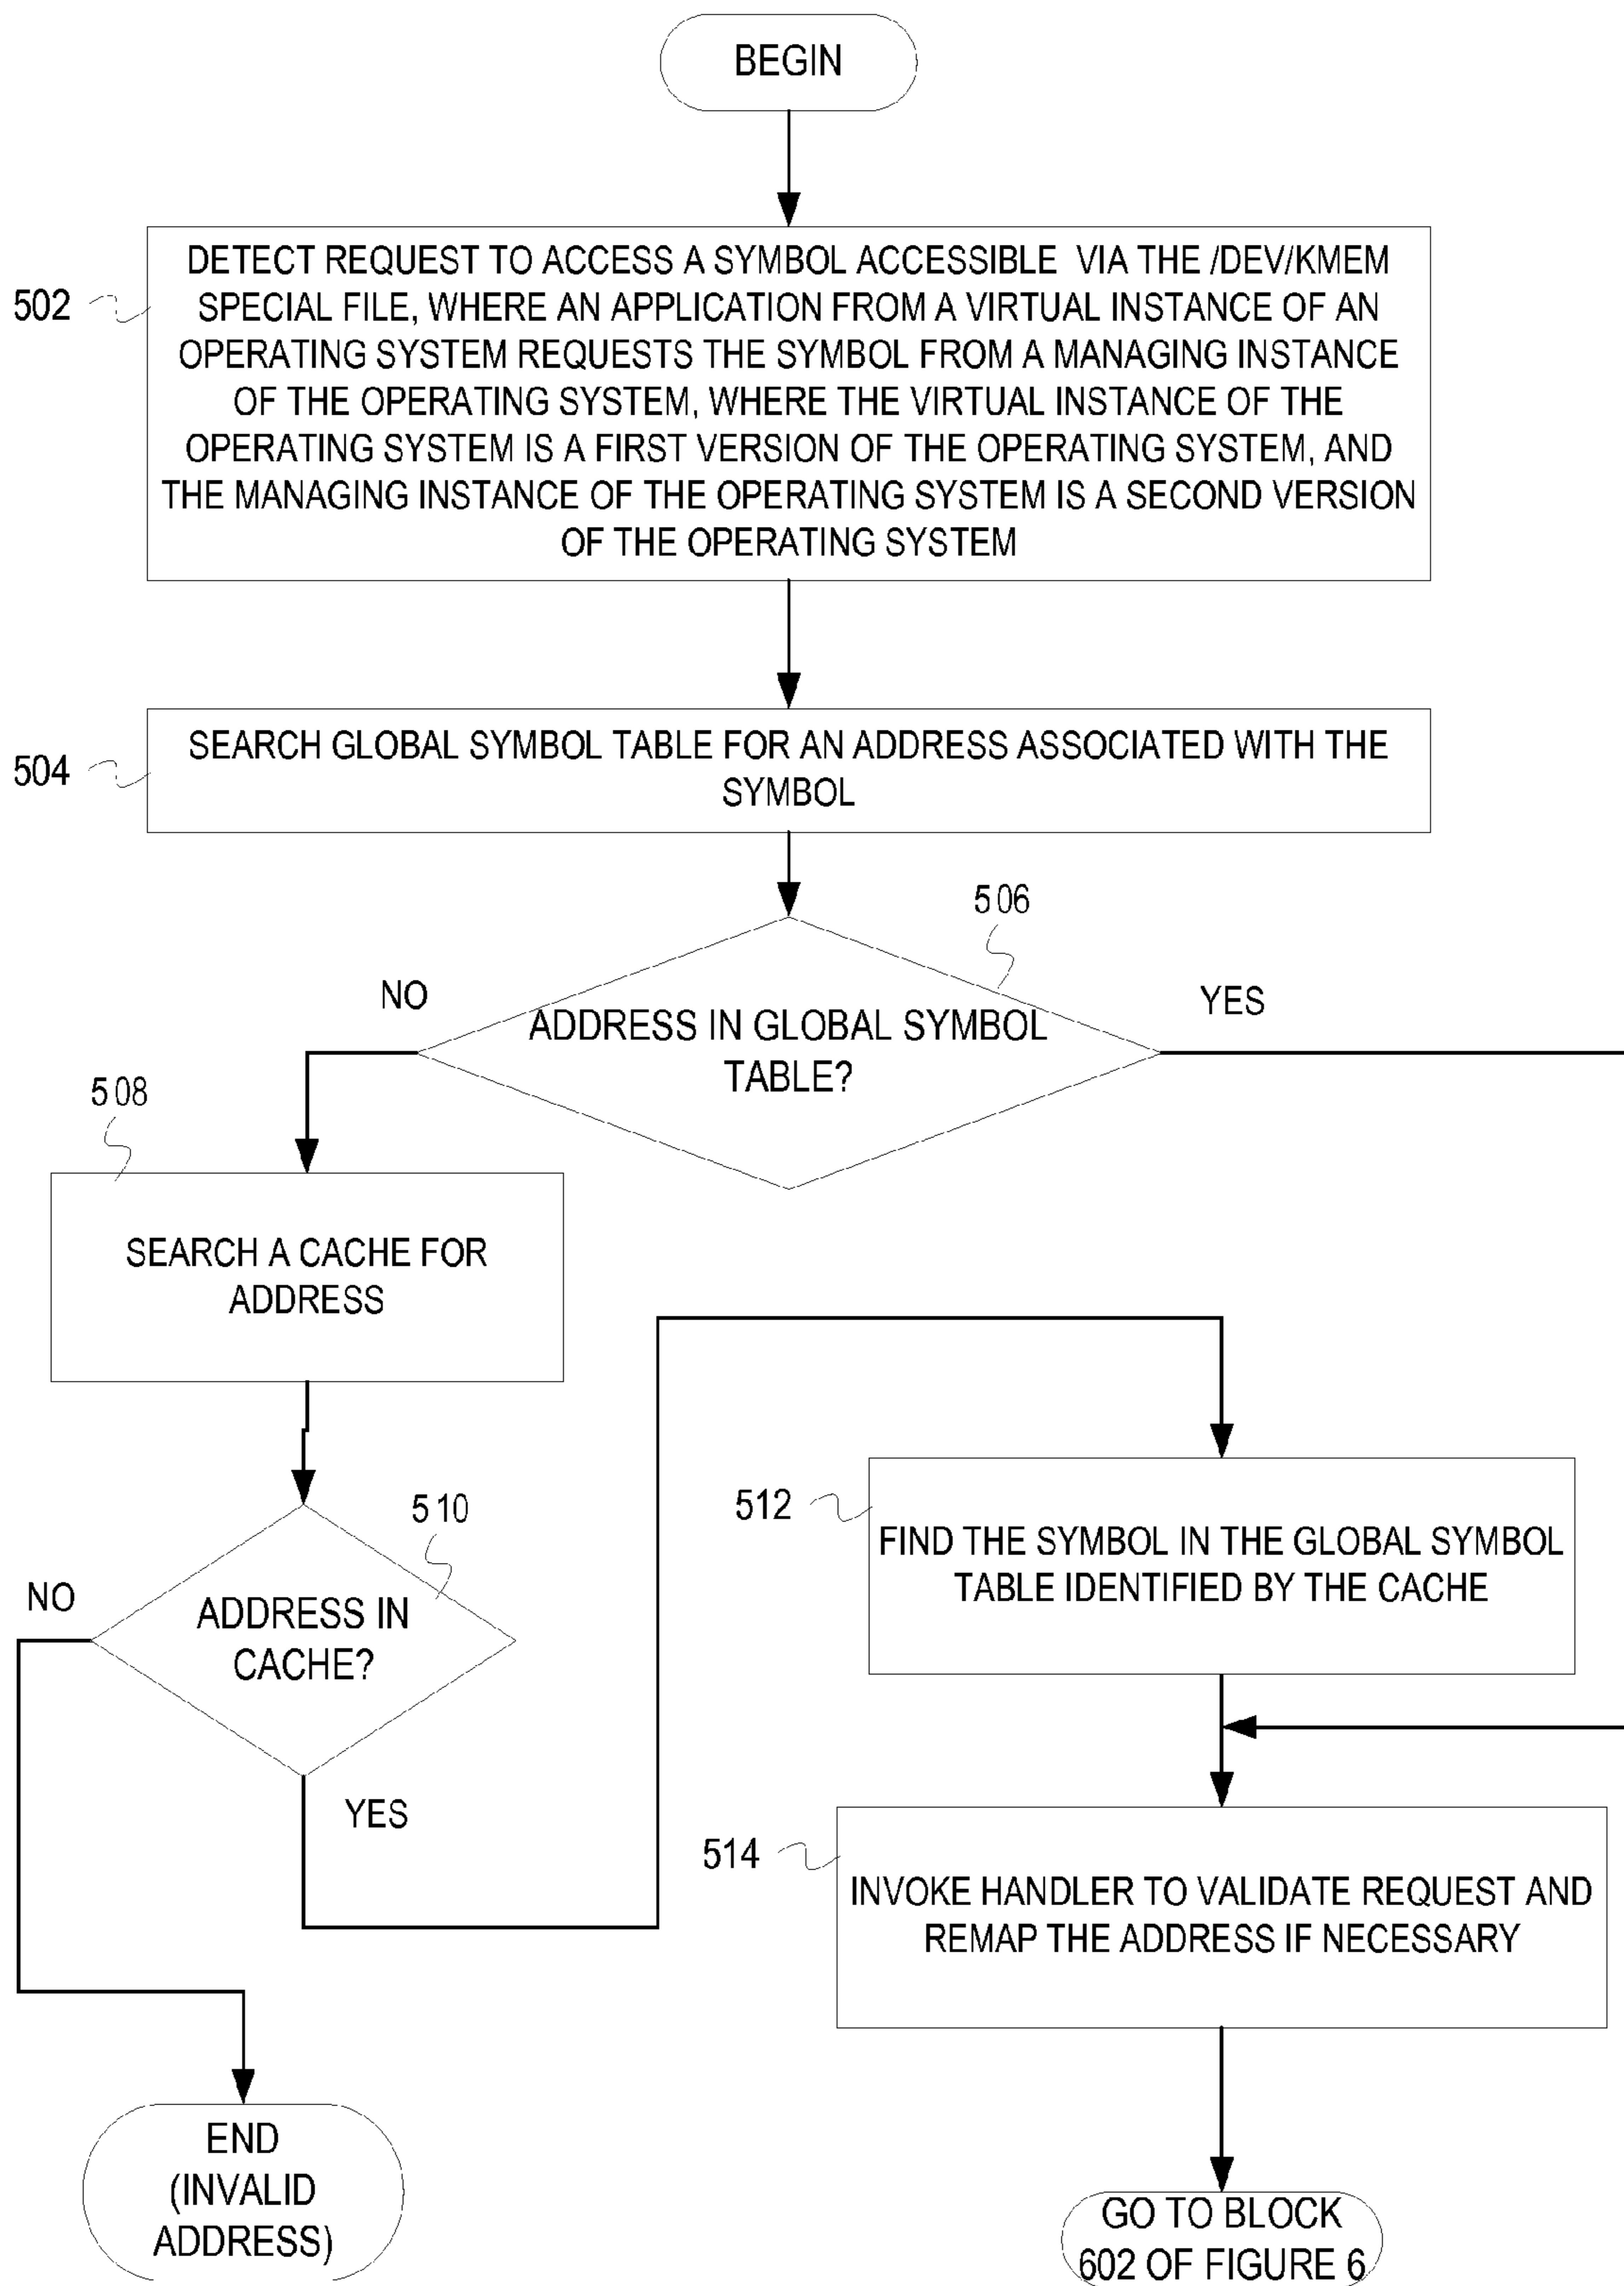 BEGIN
502
DETECT REQUEST TO ACCESS A SYMBOL ACCESSIBLE VIA THE /DEV/KMEM
SPECIAL FILE, WHERE AN APPLICATION FROM A VIRTUAL INSTANCE OF AN
OPERATING SYSTEM REQUESTS THE SYMBOL FROM A MANAGING INSTANCE
OF THE OPERATING SYSTEM, WHERE THE VIRTUAL INSTANCE OF THE
OPERATING SYSTEM IS A FIRST VERSION OF THE OPERATING SYSTEM, AND
THE MANAGING INSTANCE OF THE OPERATING SYSTEM IS A SECOND VERSION
OF THE OPERATING SYSTEM
504
SEARCH GLOBAL SYMBOL TABLE FOR AN ADDRESS ASSOCIATED WITH THE
SYMBOL
506
NO
YES
ADDRESS IN GLOBAL SYMBOL
TABLE?
508
SEARCH A CACHE FOR
ADDRESS
510
NO
ADDRESS IN
CACHE?
YES
512
FIND THE SYMBOL IN THE GLOBAL SYMBOL
TABLE IDENTIFIED BY THE CACHE
514
INVOKE HANDLER TO VALIDATE REQUEST AND
REMAP THE ADDRESS IF NECESSARY
END
(INVALID
ADDRESS)
GO TO BLOCK
602 OF FIGURE 6